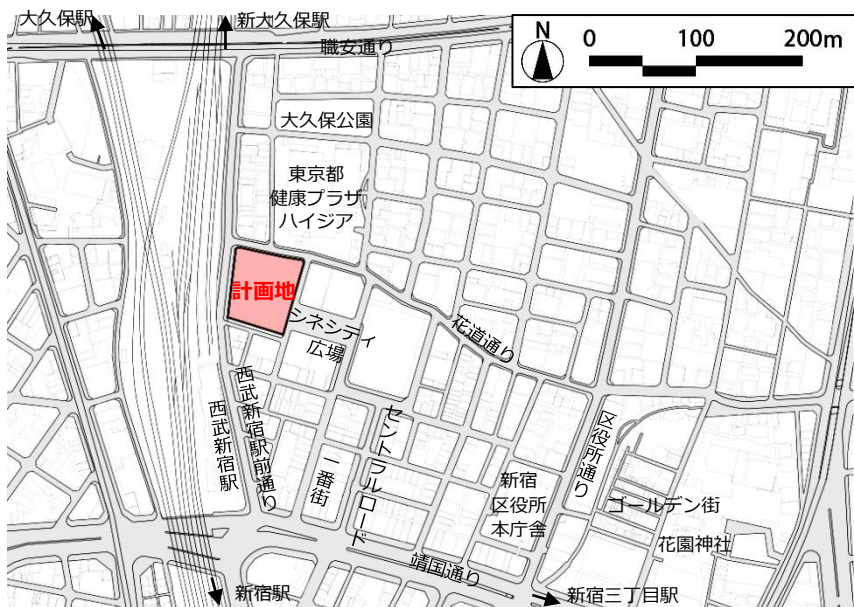 大久保駅
新大久保駅
職安通り
N
0 100 200m
大久保公園
東京都
健康プラザ
ハイジア
計画地
シネシティ
広場
花道通り
西武新宿駅
西武新宿駅前通り
一番街
セントラルロード
区役所通り
新宿
区役所
本庁舎
ゴールデン街
花園神社
靖国通り
新宿駅
新宿三丁目駅